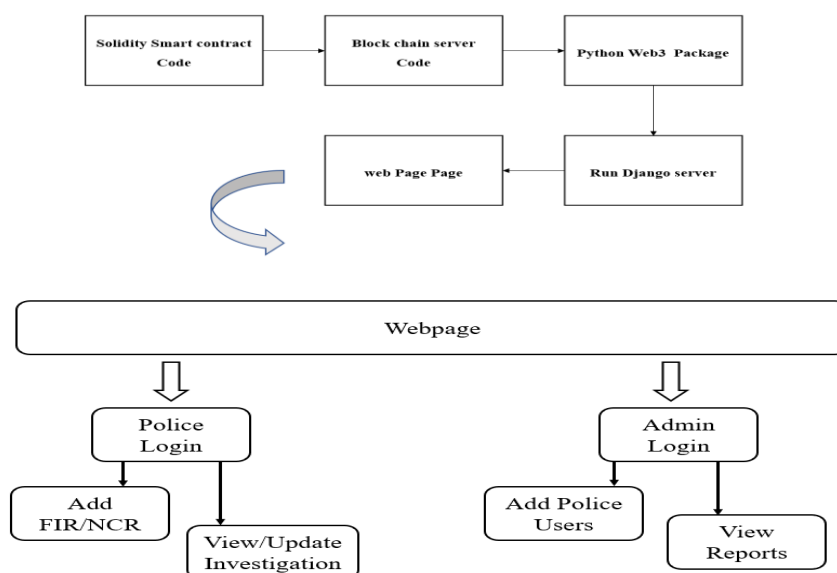 Solidity Smart contract
Code
Block chain server
Code
Python Web3 Package
web Page Page
Run Django server
Webpage
Police
Login
Admin
Login
Add
FIR/NCR
View/Update
Investigation
Add Police
Users
View
Reports